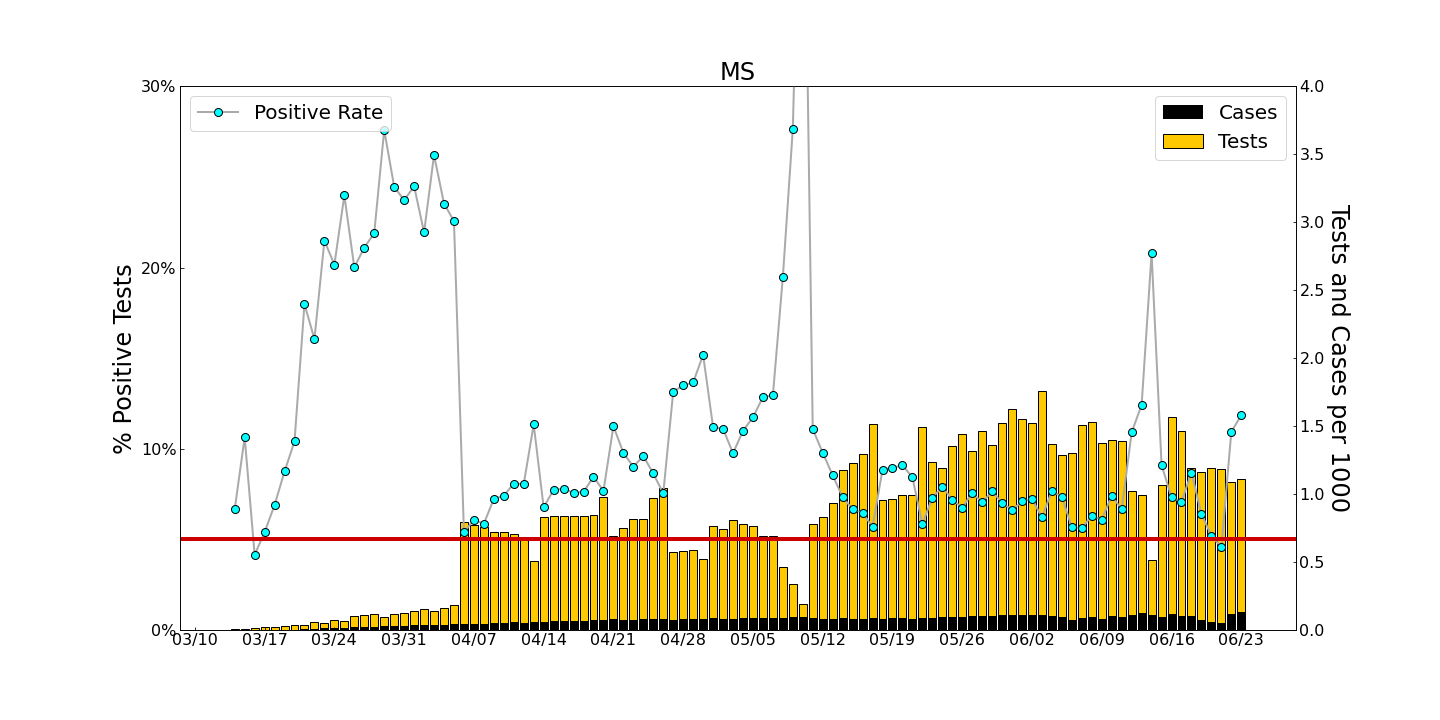 MS
30%
20%
10%
0%
% Positive Tests
Positive Rate
Cases
Tests
4.0
3.5
3.0
2.5
2.0
1.5
1.0
0.5
0.0
Tests and Cases per 1000
03/10 03/17 03/24 03/31 04/07 04/14 04/21 04/28 05/05 05/12 05/19 05/26 06/02 06/09 06/16 06/23